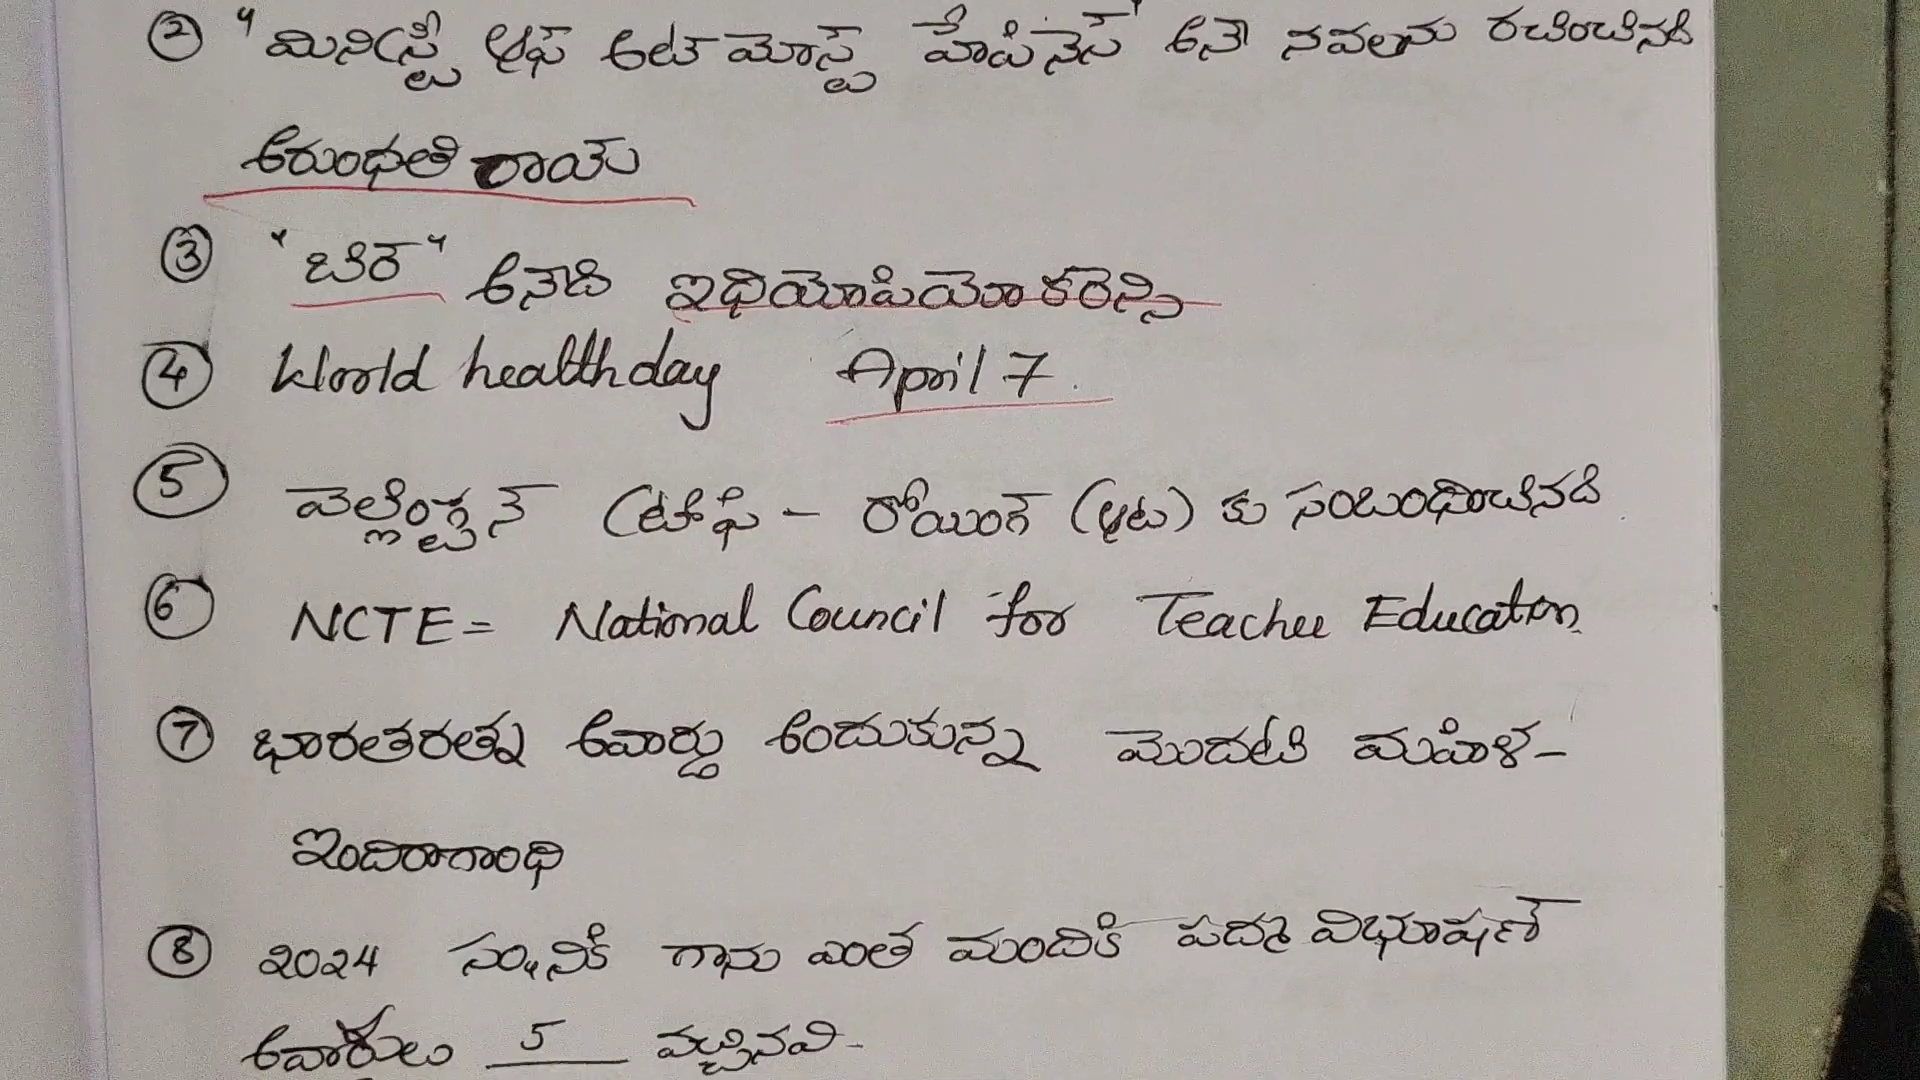 ② "మినిస్ట్రీ ఆఫ్ అట్ మోస్ట్ హేపినెస్" అనే నవలను రచించినది
అరుంధతి రాయ్
③ "బిర్" అనేది ఇథియోపియా కరెన్సి
④ World health day April 7.
⑤ వెల్లింగ్టన్ ట్రోఫి - రోయింగ్ (ఆట) కు సంబంధించినది.
⑥ NCTE = National Council for Teacher Education.
⑦ భారతరత్న అవార్డు అందుకున్న మొదటి మహిళ-
ఇందిరాగాంధి
⑧ 2024 సం,,నికి గాను ఎంత మందికి పద్మ విభూషణ్
అవార్డులు 5 వచ్చినవి-